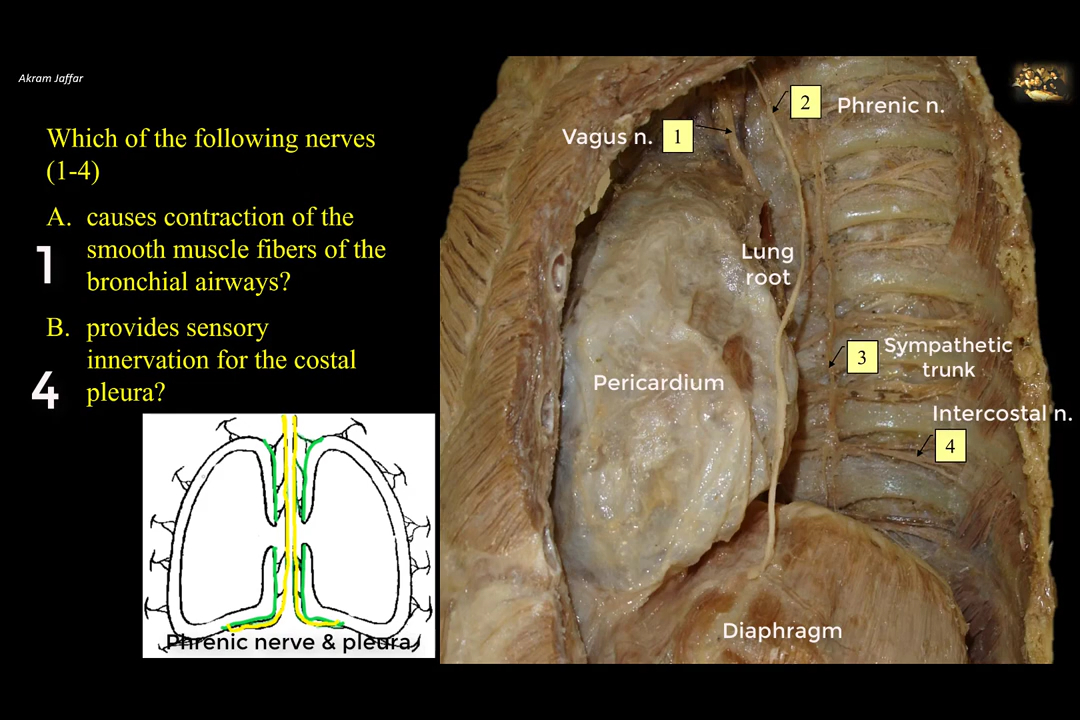 Akram Jaffar
Which of the following nerves
(1-4)
A. causes contraction of the
smooth muscle fibers of the
bronchial airways?
1
B. provides sensory
innervation for the costal
pleura?
4
Phrenic nerve & pleura
Vagus n. 1
2 Phrenic n.
Lung
root
3 Sympathetic
trunk
Pericardium
Intercostal n.
4
Diaphragm